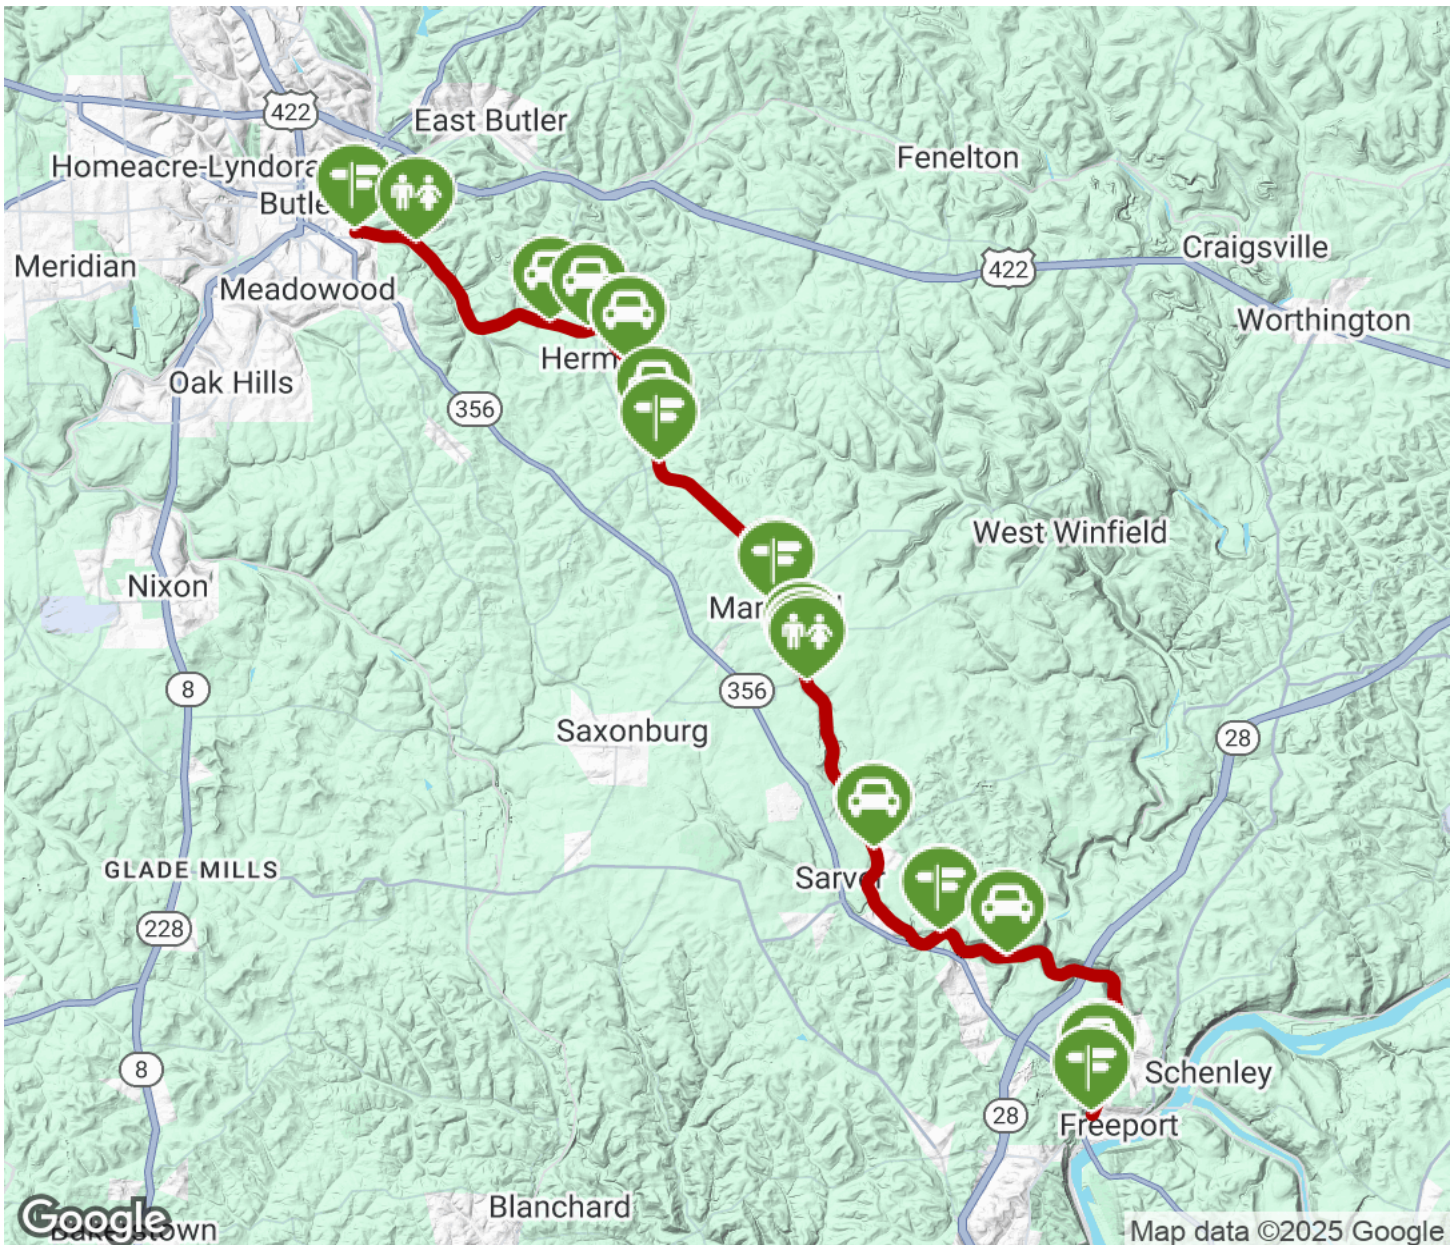 422
East Butler
Fenelton
Homeacre-Lyndora
Craigsville
Meridian
422
Meadowood
Worthington
Oak Hills
356
West Winfield
Nixon
8
356
Saxonburg
28
GLADE MILLS
228
8
Schenley
28
Freeport
Blanchard
Google
Map data ©2025 Google